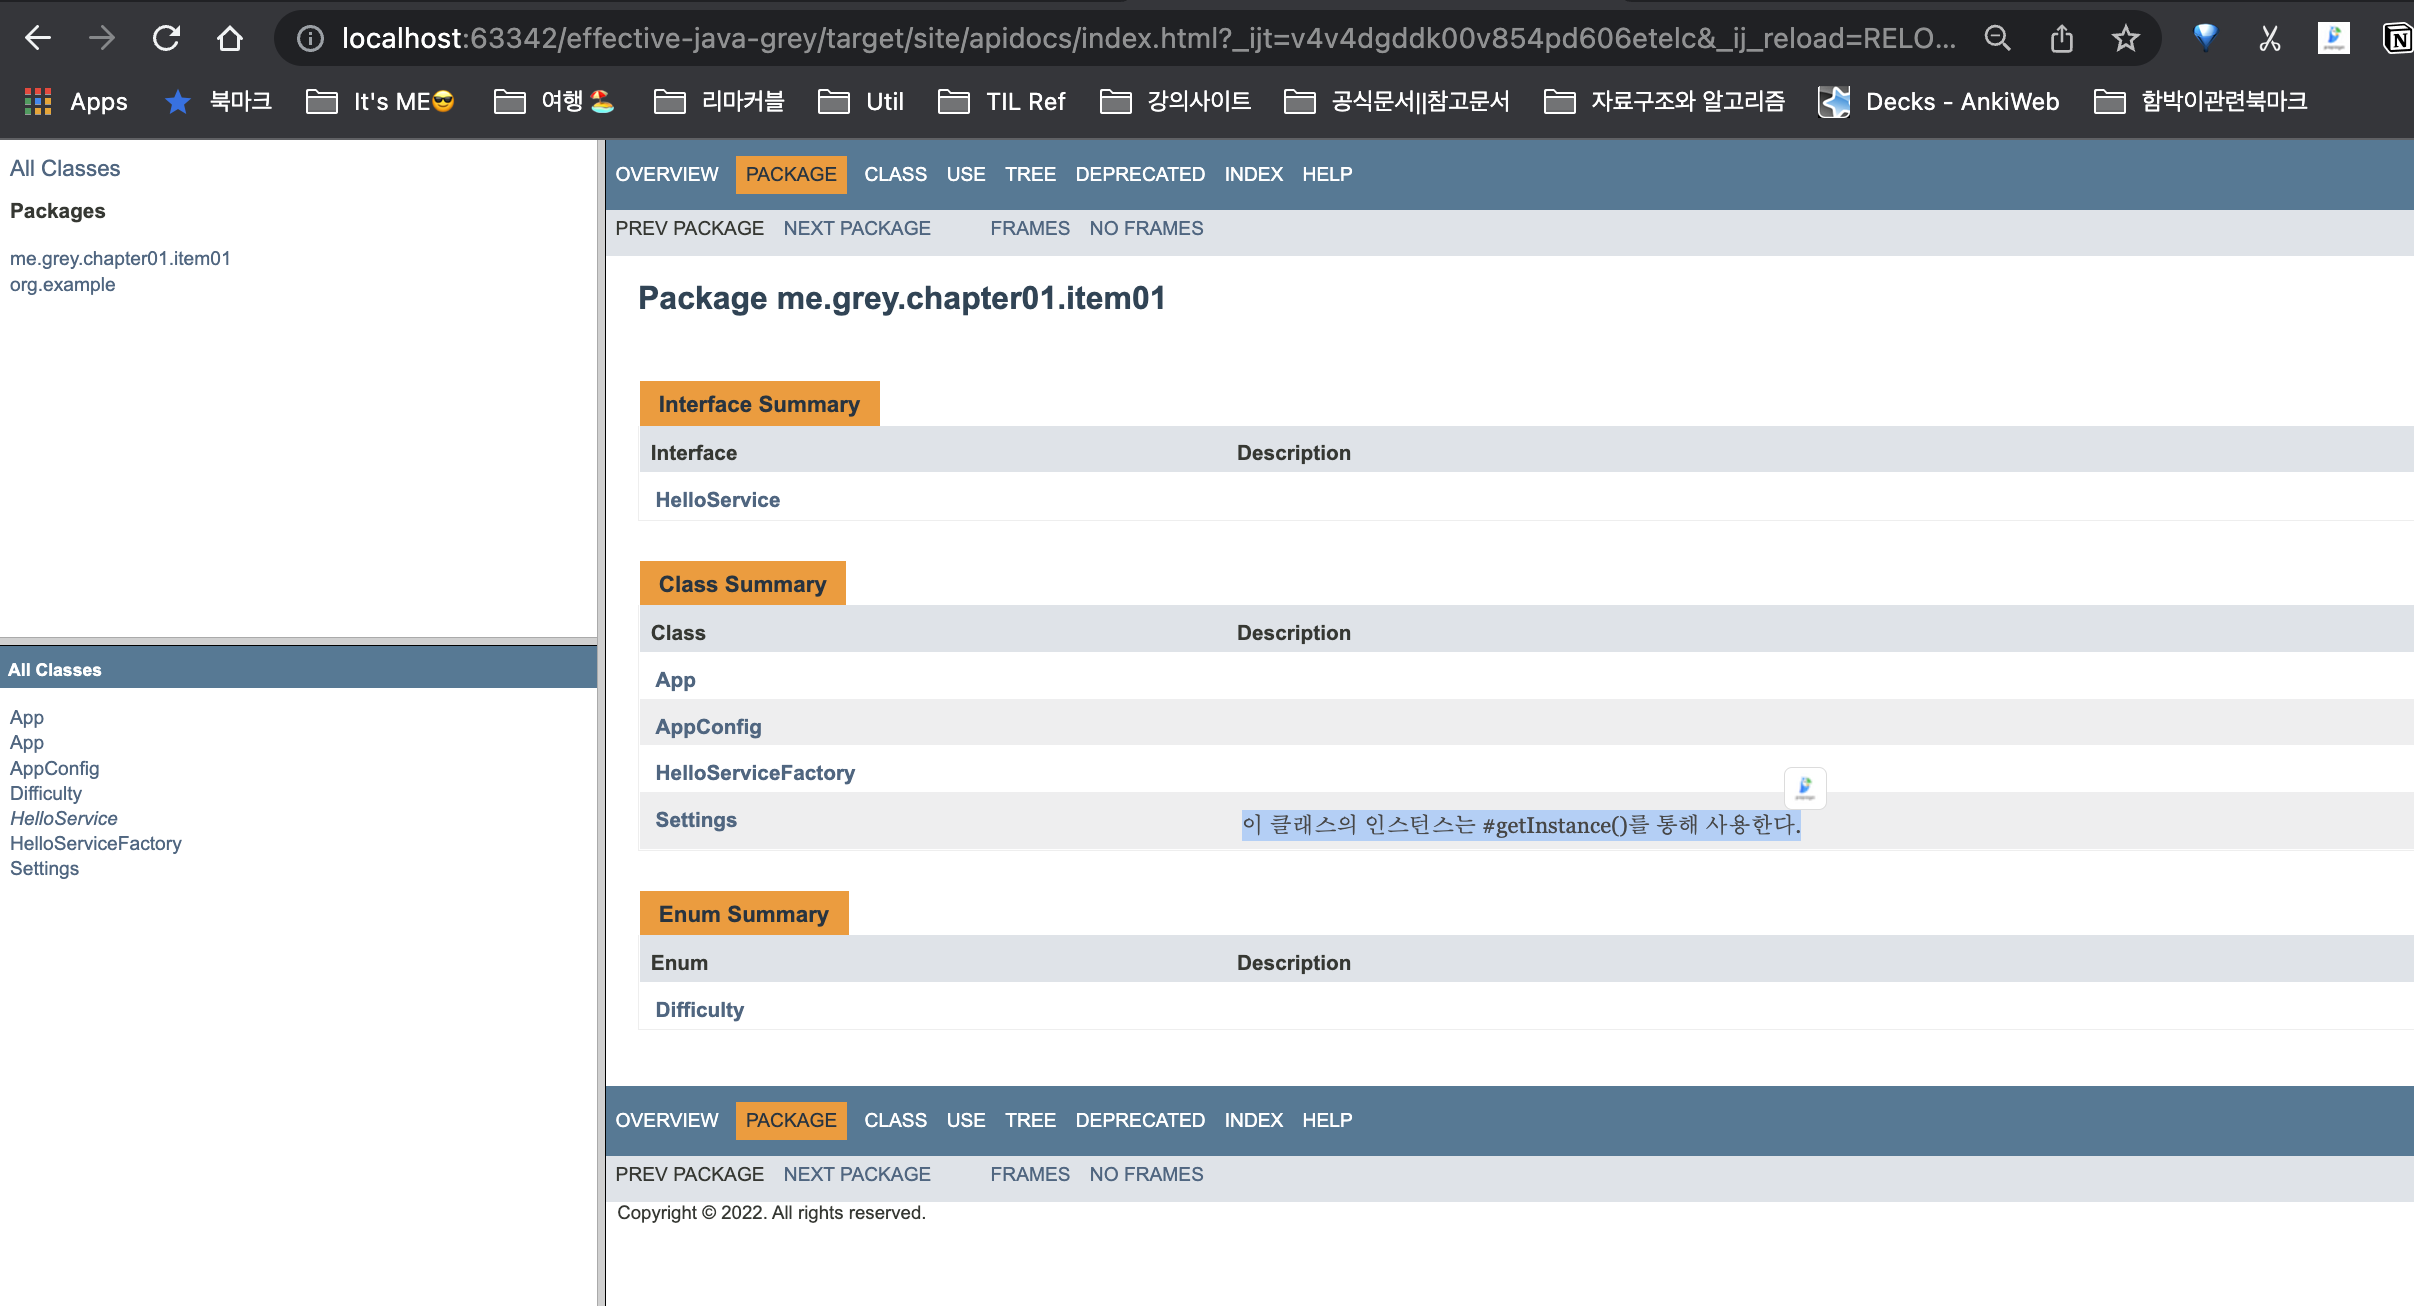 localhost:63342/effective-java-grey/target/site/apidocs/index.html?_ijt=v4v4dgddk00v854pd606etelc&_ij_reload=RELO...
Apps 북마크 It's ME😎 여행 🏖️ 리마커블 Util TIL Ref 강의사이트 공식문서||참고문서 자료구조와 알고리즘 Decks - AnkiWeb 함박이관련북마크
All Classes
Packages
me.grey.chapter01.item01
org.example
All Classes
App
App
AppConfig
Difficulty
HelloService
HelloServiceFactory
Settings
OVERVIEW PACKAGE CLASS USE TREE DEPRECATED INDEX HELP
PREV PACKAGE NEXT PACKAGE FRAMES NO FRAMES
Package me.grey.chapter01.item01
Interface Summary
Interface Description
HelloService
Class Summary
Class Description
App
AppConfig
HelloServiceFactory
Settings 이 클래스의 인스턴스는 #getInstance()를 통해 사용한다.
Enum Summary
Enum Description
Difficulty
OVERVIEW PACKAGE CLASS USE TREE DEPRECATED INDEX HELP
PREV PACKAGE NEXT PACKAGE FRAMES NO FRAMES
Copyright © 2022. All rights reserved.